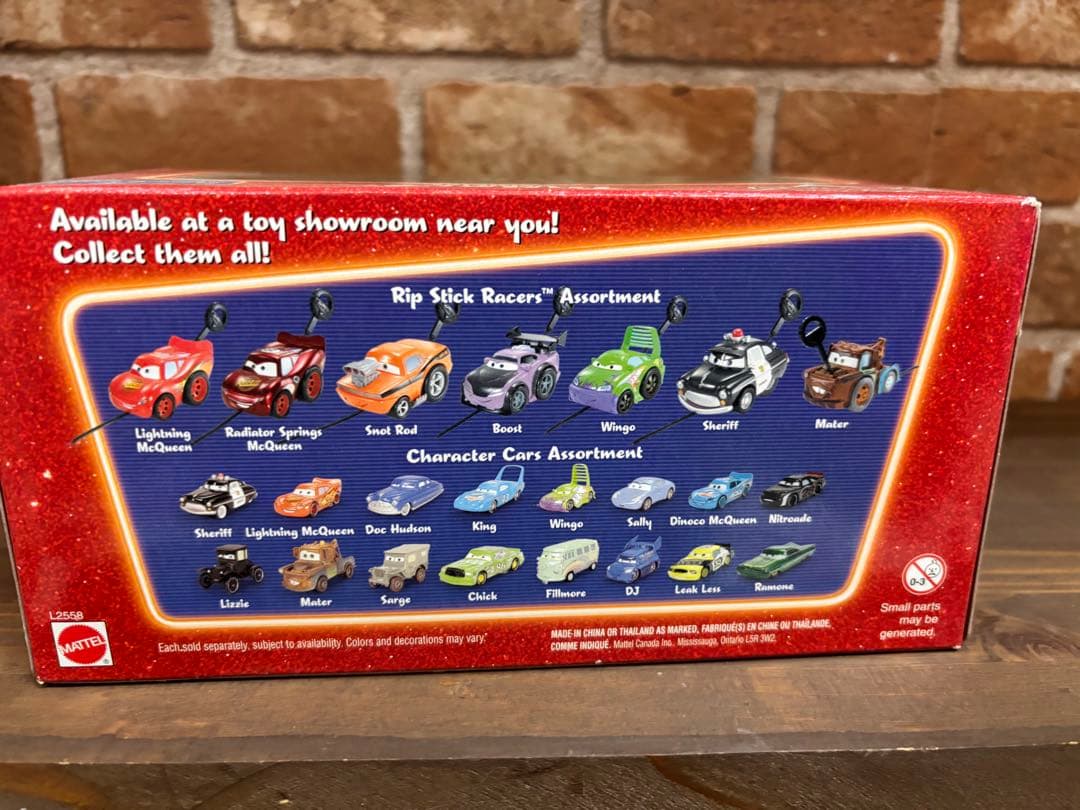 Available at a toy showroom near you!
Collect them all!
Rip Stick Racers™ Assortment
Lightning
McQueen
Radiator Springs
McQueen
Snot Rod
Boost
Wingo
Sheriff
Mater
Character Cars Assortment
Sheriff
Lightning McQueen
Doc Hudson
King
Wingo
Sally
Dinoco McQueen
Nitroade
Lizzie
Mater
Sarge
Chick
Fillmore
DJ
Leak Less
Ramone
L2558
MATTEL
®
Each sold separately, subject to availability. Colors and decorations may vary.
MADE IN CHINA OR THAILAND AS MARKED, FABRIQUÉ(S) EN CHINE OU THAÏLANDE,
COMME INDIQUÉ. Mattel Canada Inc. Mississauga, Ontario L5R 3W2.
0-3
Small parts
may be
generated.